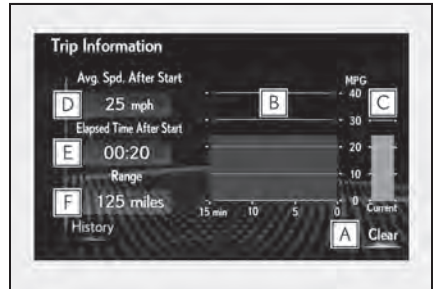 Trip Information
Avg. Spd. After Start
D 25 mph
Elapsed Time After Start
E 00:20
Range
F 125 miles
History
B
MPG
C
40
30
20
10
0
15 min 10 5 0
Current
A Clear